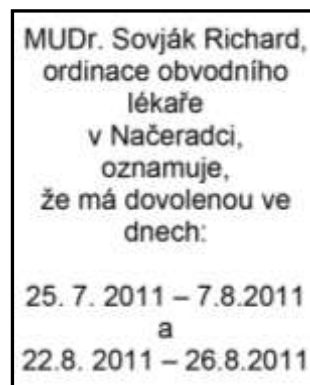 MUDr. Sovják Richard,
ordinace obvodního
lékaře
v Načeradci,
oznamuje,
že má dovolenou ve
dnech:
25. 7. 2011 – 7.8.2011
a
22.8. 2011 – 26.8.2011